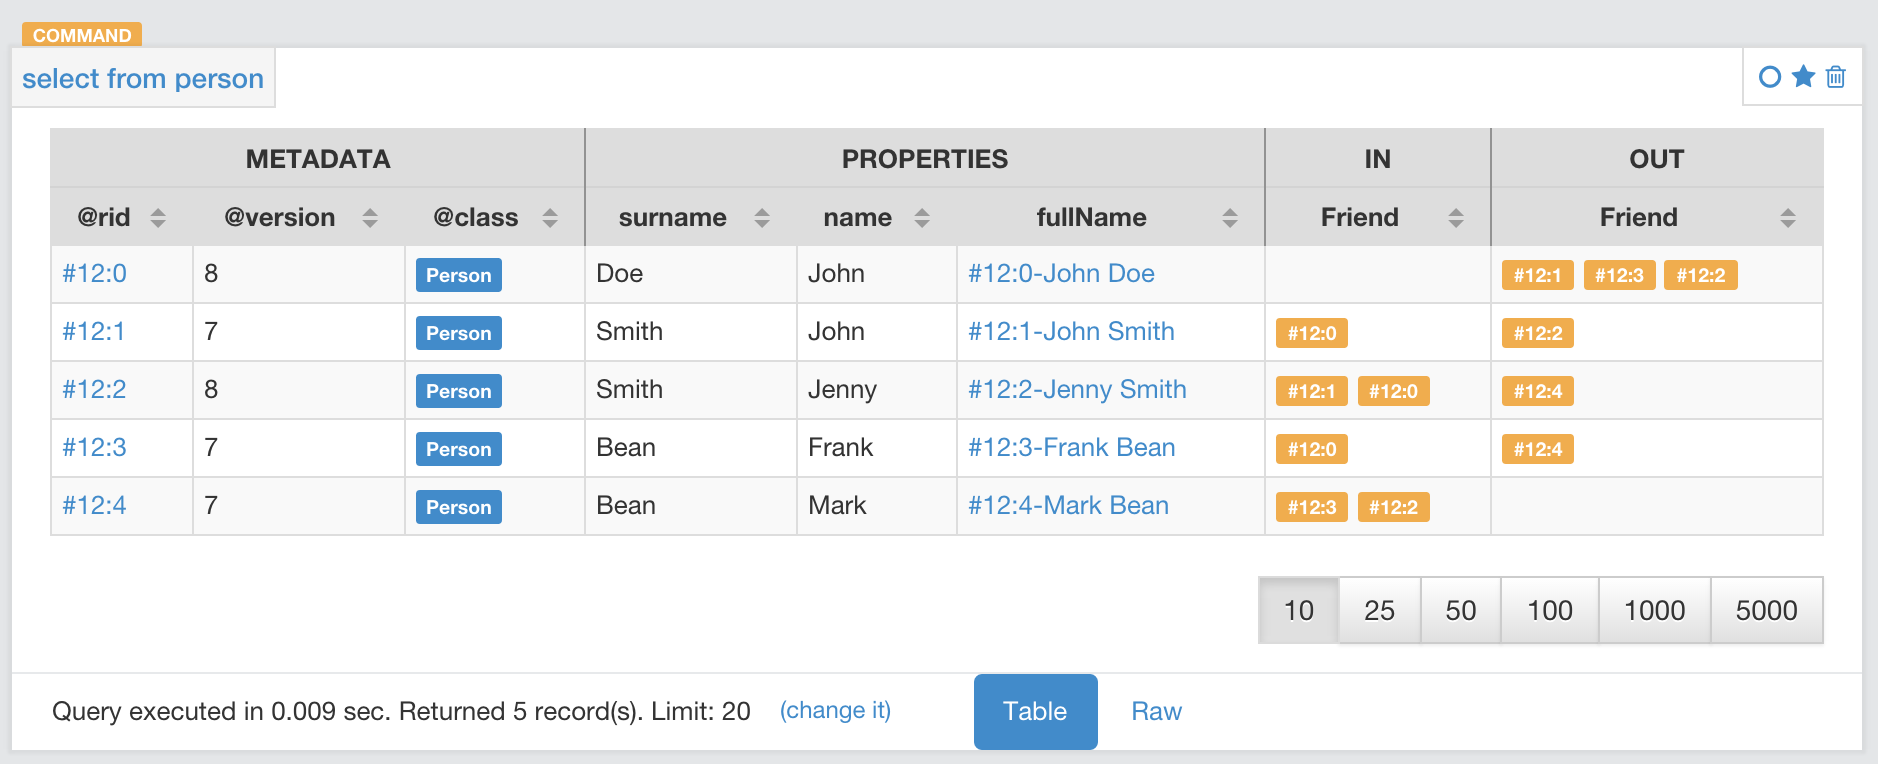 COMMAND
select from person
METADATA PROPERTIES IN OUT
@rid @version @class surname name fullName Friend Friend
#12:0 8 Person Doe John #12:0-John Doe #12:1 #12:3 #12:2
#12:1 7 Person Smith John #12:1-John Smith #12:0 #12:2
#12:2 8 Person Smith Jenny #12:2-Jenny Smith #12:1 #12:0 #12:4
#12:3 7 Person Bean Frank #12:3-Frank Bean #12:0 #12:4
#12:4 7 Person Bean Mark #12:4-Mark Bean #12:3 #12:2
10 25 50 100 1000 5000
Query executed in 0.009 sec. Returned 5 record(s). Limit: 20 (change it) Table Raw